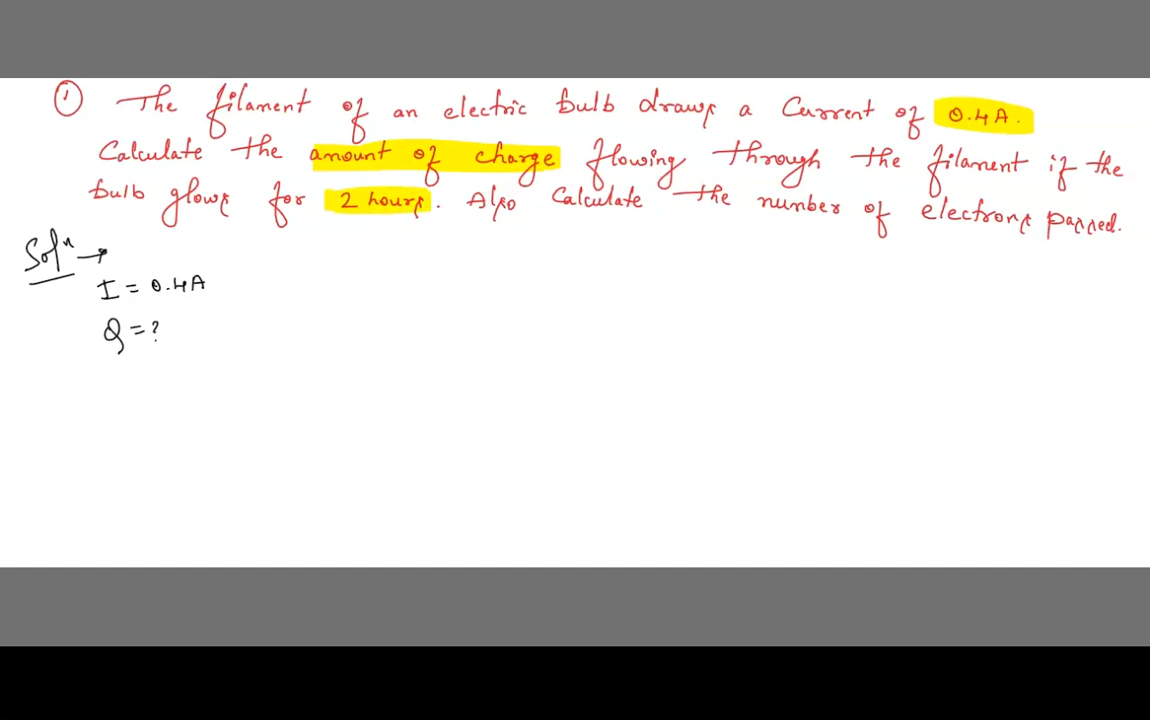 ① The filament of an electric bulb draws a Current of 0.4A.
Calculate the amount of charge flowing through the filament if the
bulb glows for 2 hours. Also Calculate the number of electrons passed.
Solⁿ →
I = 0.4A
Q = ?